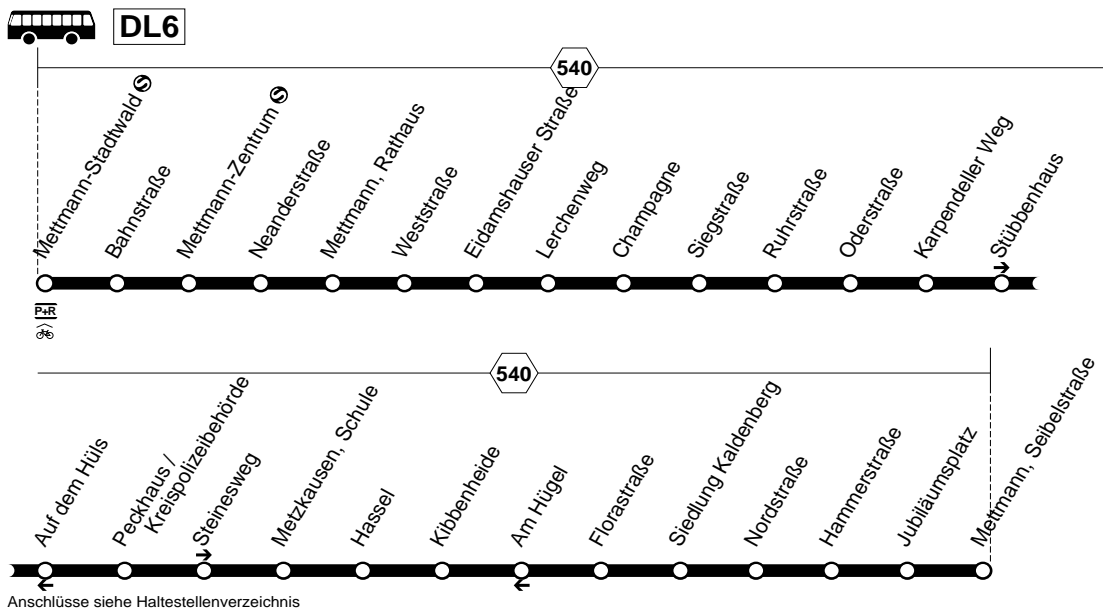 DL6
540
Mettmann-Stadtwald S
Bahnstraße
Mettmann-Zentrum S
Neanderstraße
Mettmann, Rathaus
Weststraße
Eidamshauser Straße
Lerchenweg
Champagne
Siegstraße
Ruhrstraße
Oderstraße
Karpendeller Weg
Stübbenhaus
P+R
540
Auf dem Hüls
Peckhaus /
Kreispolizeibehörde
Steinesweg
Metzkausen, Schule
Hassel
Kibbenheide
Am Hügel
Florastraße
Siedlung Kaldenberg
Nordstraße
Hammerstraße
Jubiläumsplatz
Mettmann, Seibelstraße
Anschlüsse siehe Haltestellenverzeichnis